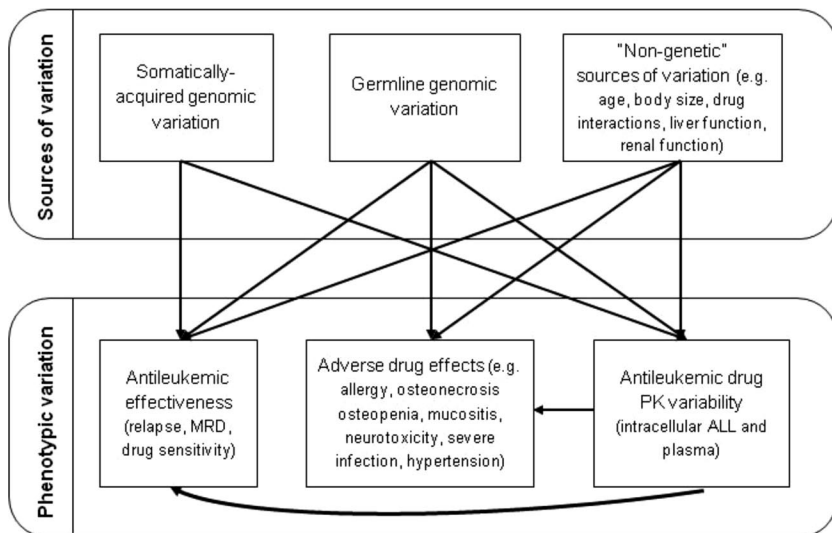 Sources of variation
Somatically-
acquired genomic
variation
Germline genomic
variation
"Non-genetic"
sources of variation (e.g.
age, body size, drug
interactions, liver function,
renal function)
Phenotypic variation
Antileukemic
effectiveness
(relapse, MRD,
drug sensitivity)
Adverse drug effects (e.g.
allergy, osteonecrosis
osteopenia, mucositis,
neurotoxicity, severe
infection, hypertension)
Antileukemic drug
PK variability
(intracellular ALL and
plasma)